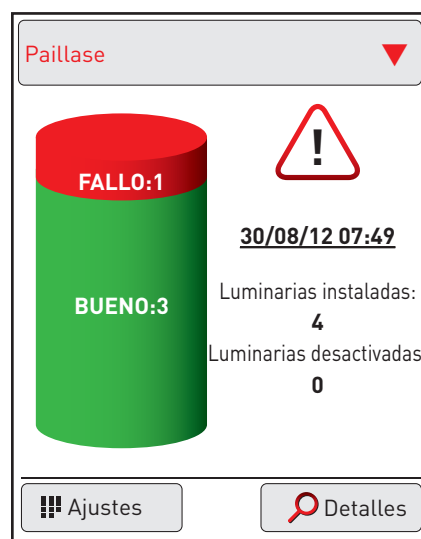 Paillase
FALLO:1
BUENO:3
!
30/08/12 07:49
Luminarias instaladas:
4
Luminarias desactivadas
0
Ajustes
Detalles